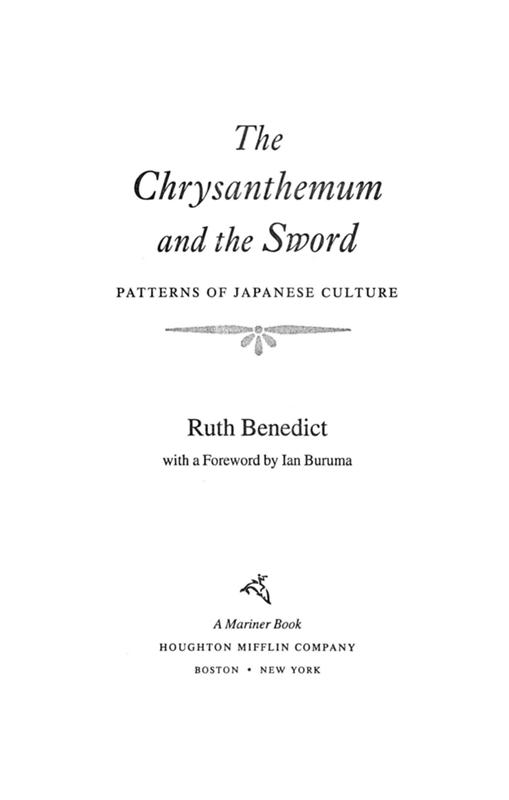 The
Chrysanthemum
and the Sword
PATTERNS OF JAPANESE CULTURE
Ruth Benedict
with a Foreword by Ian Buruma
A Mariner Book
HOUGHTON MIFFLIN COMPANY
BOSTON • NEW YORK